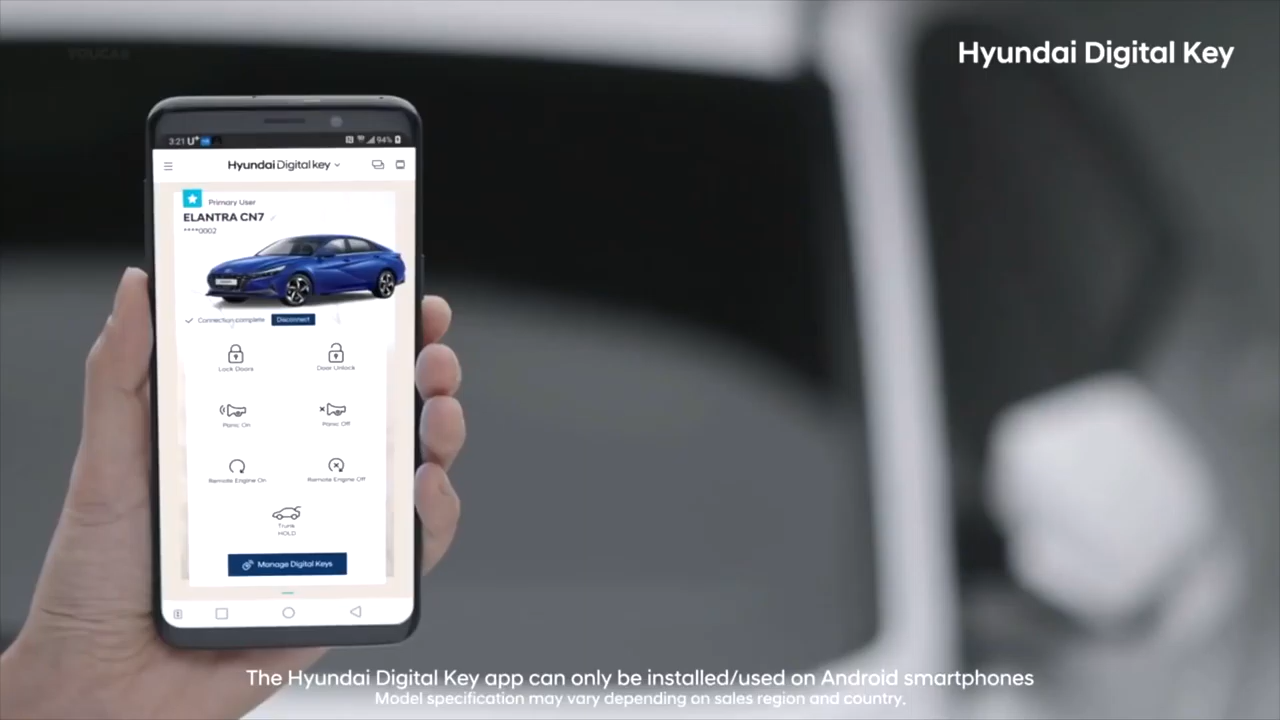 TOUCAR
Hyundai Digital Key
3:21 U+ 94%
Hyundai Digital key
Primary User
ELANTRA CN7
****0002
Connection complete Disconnect
Lock Doors Door Unlock
Panic On Panic Off
Remote Engine On Remote Engine Off
Trunk
HOLD
Manage Digital Keys
The Hyundai Digital Key app can only be installed/used on Android smartphones
Model specification may vary depending on sales region and country.